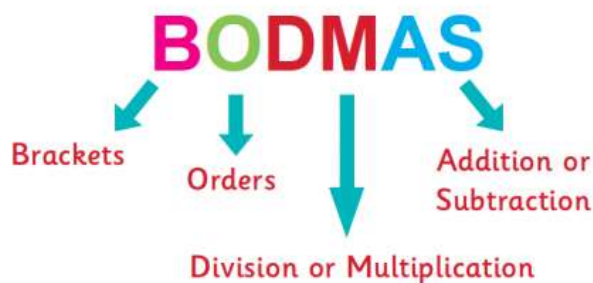 BODMAS
Brackets
Orders
Division or Multiplication
Addition or
Subtraction